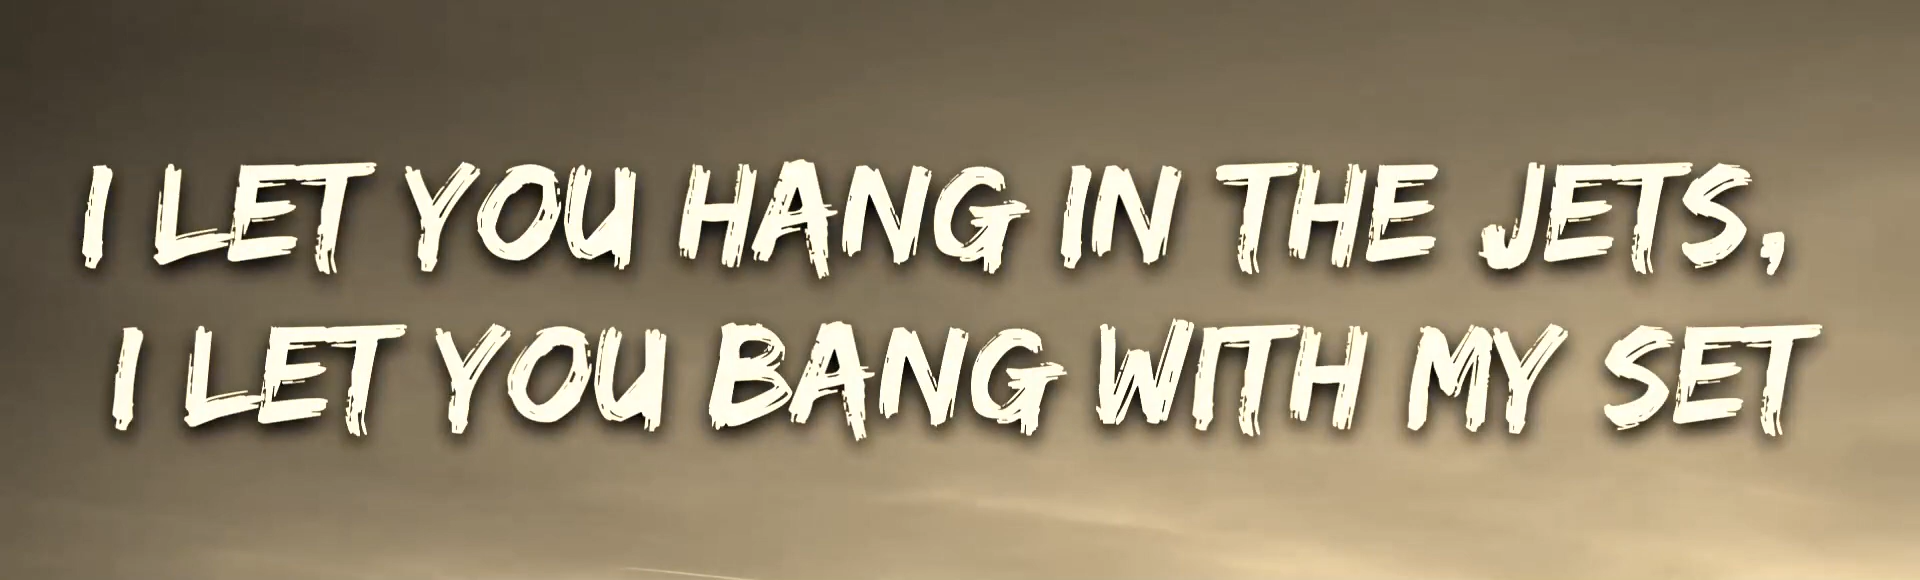 I LET YOU HANG IN THE JETS,
I LET YOU BANG WITH MY SET